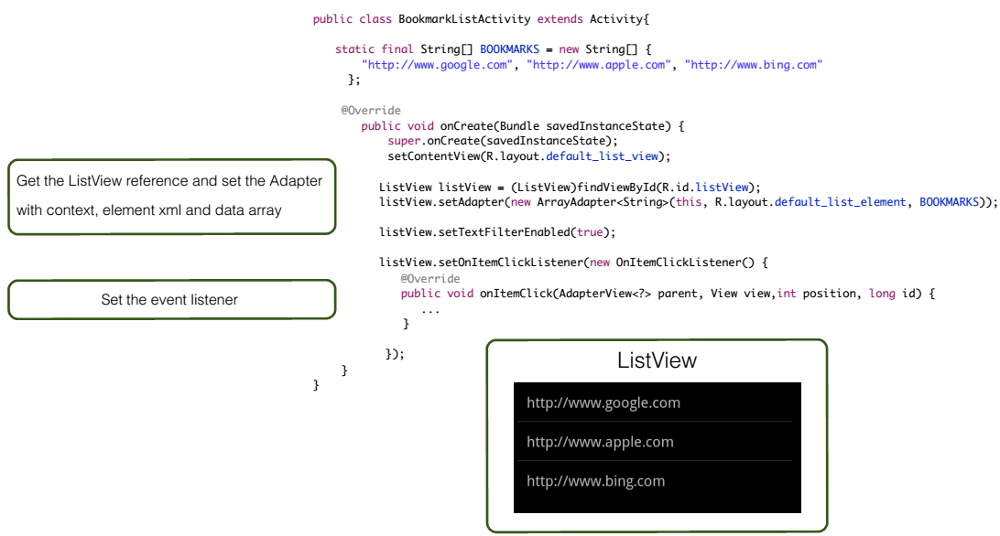 public class BookmarkListActivity extends Activity{
static final String[] BOOKMARKS = new String[] {
"http://www.google.com", "http://www.apple.com", "http://www.bing.com"
};
@Override
public void onCreate(Bundle savedInstanceState) {
super.onCreate(savedInstanceState);
setContentView(R.layout.default_list_view);
Get the ListView reference and set the Adapter
with context, element xml and data array
ListView listView = (ListView)findViewById(R.id.listView);
listView.setAdapter(new ArrayAdapter<String>(this, R.layout.default_list_element, BOOKMARKS));
listView.setTextFilterEnabled(true);
Set the event listener
listView.setOnItemClickListener(new OnItemClickListener() {
@Override
public void onItemClick(AdapterView<?> parent, View view,int position, long id) {
...
}
});
}
}
ListView
http://www.google.com
http://www.apple.com
http://www.bing.com